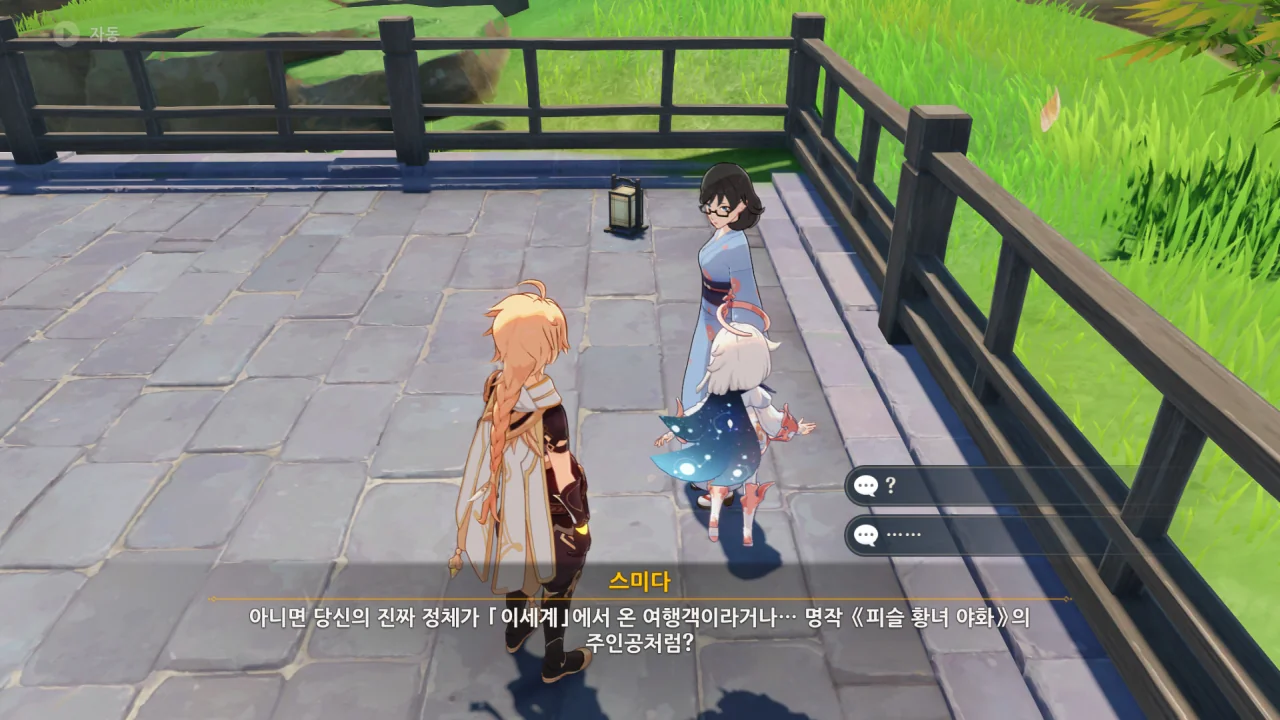 자동
?
······
스미다
아니면 당신의 진짜 정체가 「이세계」에서 온 여행객이라거나… 명작 《피슬 황녀 야화》의
주인공처럼?